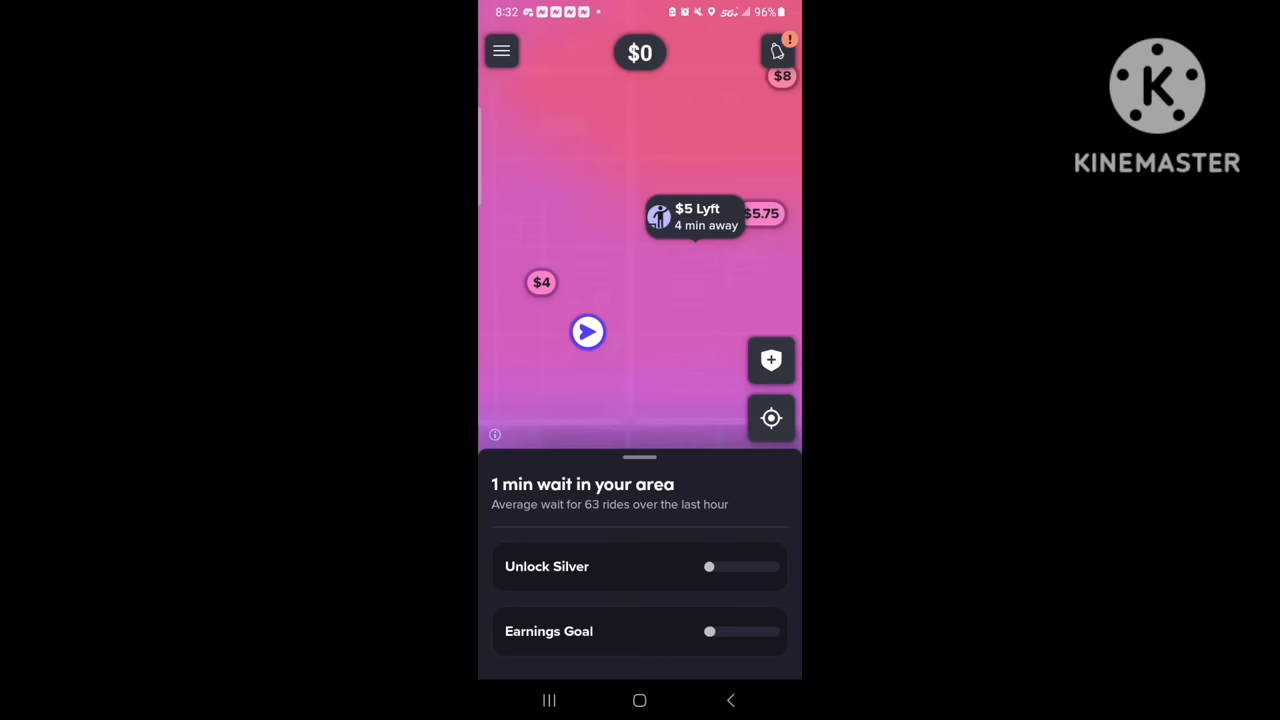 8:32
5G+
96%
$0
!
$8
$5 Lyft
4 min away
$5.75
$4
1 min wait in your area
Average wait for 63 rides over the last hour
Unlock Silver
Earnings Goal
K
KINEMASTER